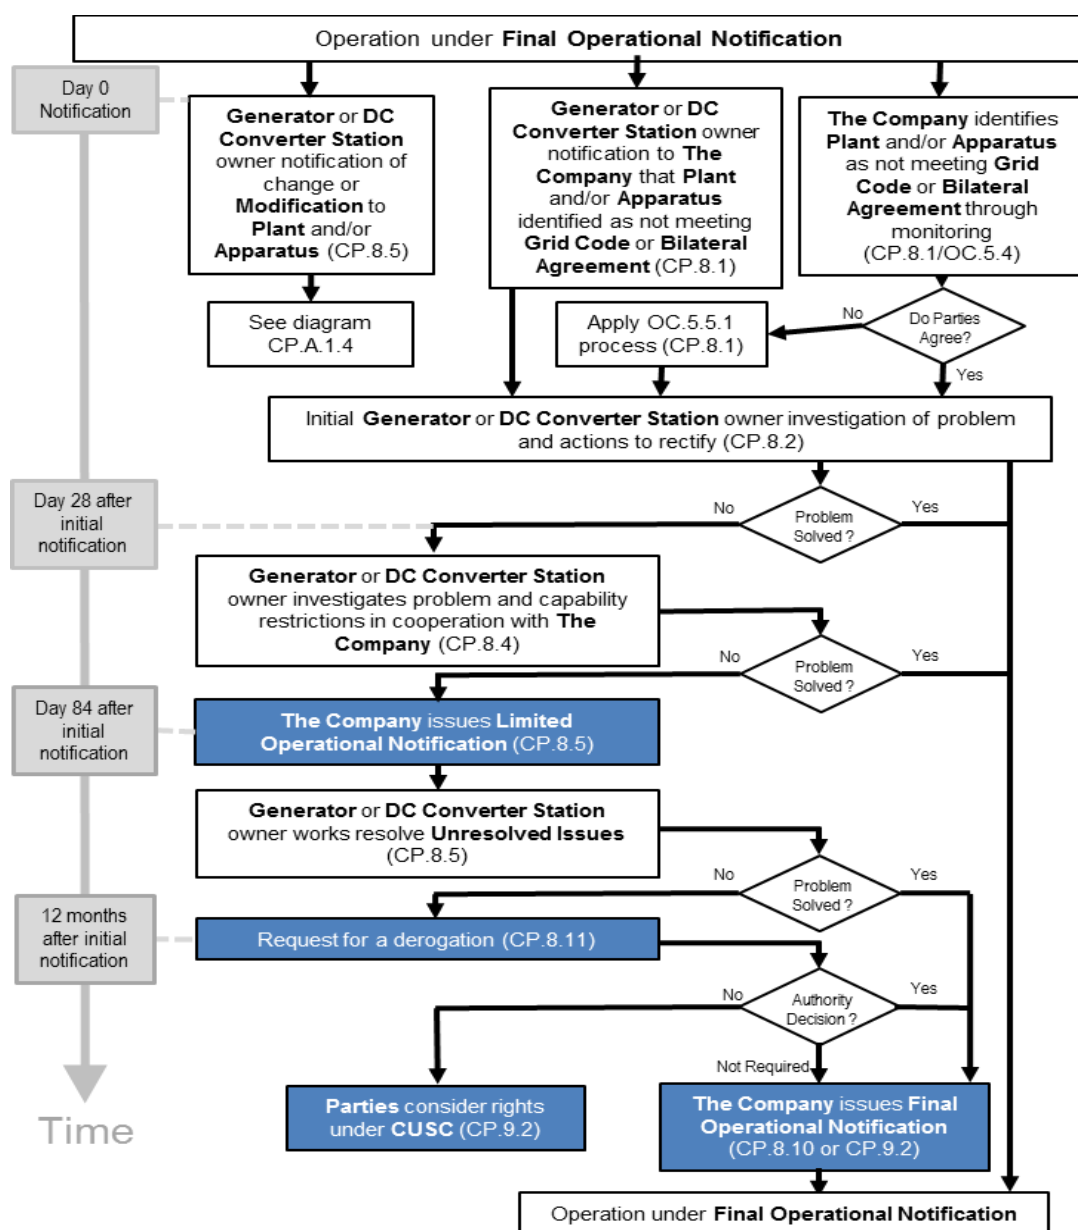 Operation under Final Operational Notification
Day 0
Notification
Generator or DC
Converter Station
owner notification of
change or
Modification to
Plant and/or
Apparatus (CP.8.5)
Generator or DC
Converter Station owner
notification to The
Company that Plant
and/or Apparatus
identified as not meeting
Grid Code or Bilateral
Agreement (CP.8.1)
The Company identifies
Plant and/or Apparatus
as not meeting Grid
Code or Bilateral
Agreement through
monitoring
(CP.8.1/OC.5.4)
See diagram
CP.A.1.4
Apply OC.5.5.1
process (CP.8.1)
No
Do Parties
Agree?
Yes
Initial Generator or DC Converter Station owner investigation of problem
and actions to rectify (CP.8.2)
Day 28 after
initial
notification
No
Problem
Solved ?
Yes
Generator or DC Converter Station
owner investigates problem and capability
restrictions in cooperation with The
Company (CP.8.4)
No
Problem
Solved ?
Yes
Day 84 after
initial
notification
The Company issues Limited
Operational Notification (CP.8.5)
Generator or DC Converter Station
owner works resolve Unresolved Issues
(CP.8.5)
No
Problem
Solved ?
Yes
12 months
after initial
notification
Request for a derogation (CP.8.11)
No
Authority
Decision ?
Yes
Not Required
Parties consider rights
under CUSC (CP.9.2)
The Company issues Final
Operational Notification
(CP.8.10 or CP.9.2)
Time
Operation under Final Operational Notification